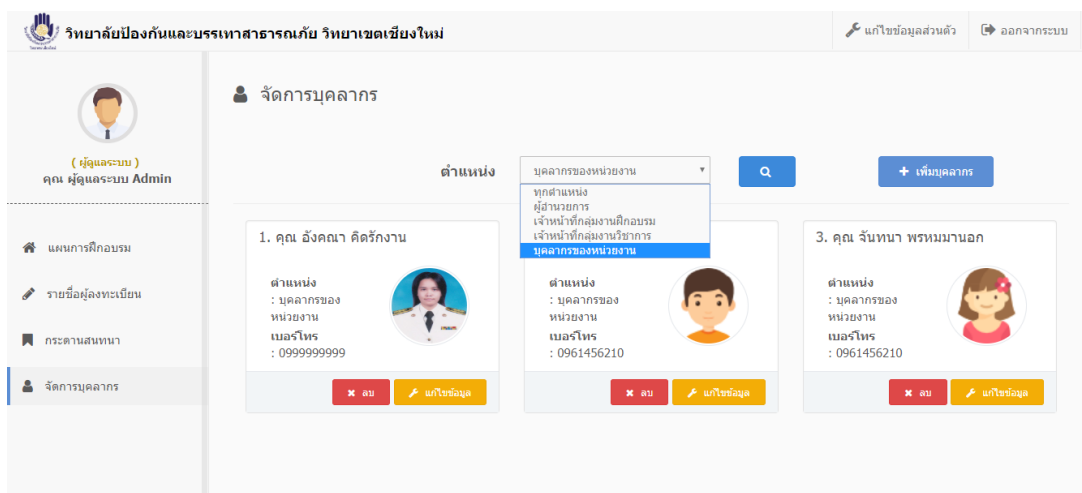 วิทยาลัยป้องกันและบรรเทาสาธารณภัย วิทยาเขตเชียงใหม่
แก้ไขข้อมูลส่วนตัว
ออกจากระบบ
( ผู้ดูแลระบบ )
คุณ ผู้ดูแลระบบ Admin
แผนการฝึกอบรม
รายชื่อผู้ลงทะเบียน
กระดานสนทนา
จัดการบุคลากร
จัดการบุคลากร
ตำแหน่ง
บุคลากรของหน่วยงาน
ทุกตำแหน่ง
ผู้อำนวยการ
เจ้าหน้าที่กลุ่มงานฝึกอบรม
เจ้าหน้าที่กลุ่มงานวิชาการ
บุคลากรของหน่วยงาน
+ เพิ่มบุคลากร
1. คุณ อังคณา คิดรักงาน
ตำแหน่ง
: บุคลากรของ
หน่วยงาน
เบอร์โทร
: 0999999999
ลบ
แก้ไขข้อมูล
ตำแหน่ง
: บุคลากรของ
หน่วยงาน
เบอร์โทร
: 0961456210
ลบ
แก้ไขข้อมูล
3. คุณ จันทนา พรหมมานอก
ตำแหน่ง
: บุคลากรของ
หน่วยงาน
เบอร์โทร
: 0961456210
ลบ
แก้ไขข้อมูล